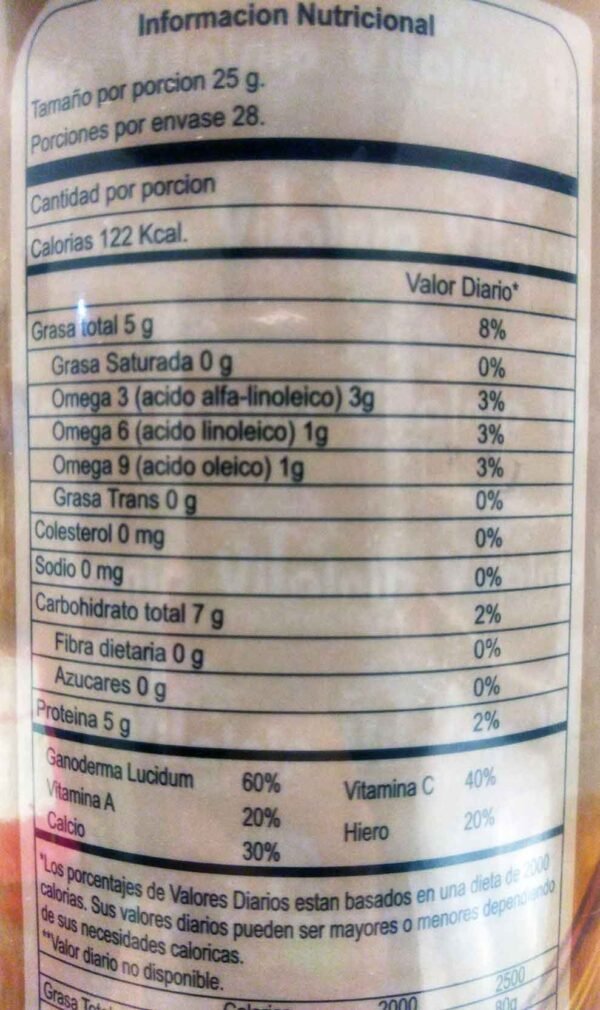 Informacion Nutricional
Tamaño por porcion 25 g.
Porciones por envase 28.
Cantidad por porcion
Calorias 122 Kcal.
Valor Diario*
Grasa total 5 g 8%
Grasa Saturada 0 g 0%
Omega 3 (acido alfa-linoleico) 3g 3%
Omega 6 (acido linoleico) 1g 3%
Omega 9 (acido oleico) 1g 3%
Grasa Trans 0 g 0%
Colesterol 0 mg 0%
Sodio 0 mg 0%
Carbohidrato total 7 g 2%
Fibra dietaria 0 g 0%
Azucares 0 g 0%
Proteina 5 g 2%
Ganoderma Lucidum 60% Vitamina C 40%
Vitamina A 20% Hiero 20%
Calcio 30%
*Los porcentajes de Valores Diarios estan basados en una dieta de 2000
calorias. Sus valores diarios pueden ser mayores o menores dependiendo
de sus necesidades caloricas.
**Valor diario no disponible.
Calorias 2000 2500
Grasa 80g